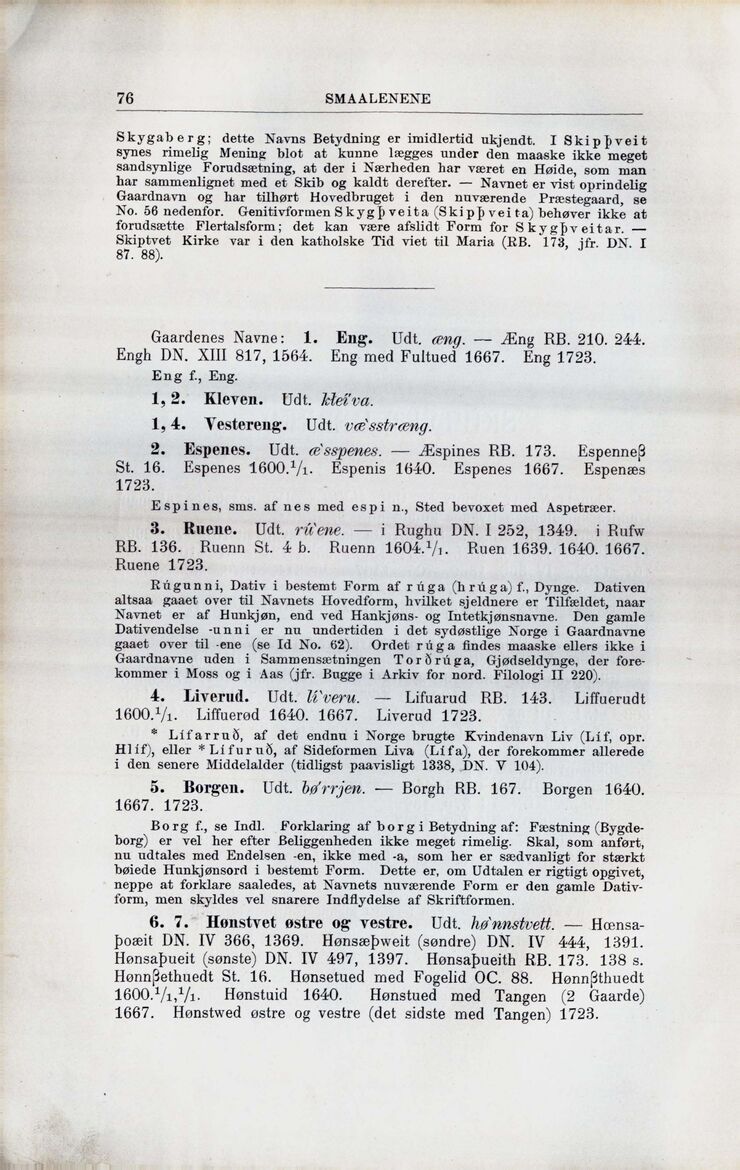 76 SMAALENENE
Skygaberg; dette Navns Betydning er imidlertid ukjendt. I Skipþveit
synes rimelig Mening blot at kunne lægges under den maaske ikke meget
sandsynlige Forudsætning, at der i Nærheden har været en Høide, som man
har sammenlignet med et Skib og kaldt derefter. — Navnet er vist oprindelig
Gaardnavn og har tilhørt Hovedbruget i den nuværende Præstegaard, se
No. 56 nedenfor. Genitivformen Skygþveita (Skipþveita) behøver ikke at
forudsætte Flertalsform; det kan være afslidt Form for Skygþveitar. —
Skiptvet Kirke var i den katholske Tid viet til Maria (RB. 173, jfr. DN. I
87. 88).
Gaardenes Navne: 1. Eng. Udt. æng. — Æng RB. 210. 244.
Engh DN. XIII 817, 1564. Eng med Fultued 1667. Eng 1723.
Eng f., Eng.
1, 2. Kleven. Udt. kleiva.
1, 4. Vestereng. Udt. væ`sstræng.
2. Espenes. Udt. æ`sspenes. — Æspines RB. 173. Espenneß
St. 16. Espenes 1600.1/1. Espenis 1640. Espenes 1667. Espenæs
1723.
Espines, sms. af nes med espi n., Sted bevoxet med Aspetræer.
3. Ruene. Udt. rú`ene. — i Rughu DN. I 252, 1349. i Rufw
RB. 136. Ruenn St. 4 b. Ruenn 1604.1/1. Ruen 1639. 1640. 1667.
Ruene 1723.
Rúgunni, Dativ i bestemt Form af rúga (hrúga) f., Dynge. Dativen
altsaa gaaet over til Navnets Hovedform, hvilket sjeldnere er Tilfældet, naar
Navnet er af Hunkjøn, end ved Hankjøns- og Intetkjønsnavne. Den gamle
Dativendelse -unni er nu undertiden i det sydøstlige Norge i Gaardnavne
gaaet over til -ene (se Id No. 62). Ordet rúga findes maaske ellers ikke i
Gaardnavne uden i Sammensætningen Torðrúga, Gjødseldynge, der fore-
kommer i Moss og i Aas (jfr. Bugge i Arkiv for nord. Filologi II 220).
4. Liverud. Udt. lí`veru. — Lifuarud RB. 143. Liffuerudt
1600.1/1. Liffuerød 1640. 1667. Liverud 1723.
* Lífarruð, af det endnu i Norge brugte Kvindenavn Liv (Líf, opr.
Hlíf), eller * Lífuruð, af Sideformen Liva (Lífa), der forekommer allerede
i den senere Middelalder (tidligst paavisligt 1338, DN. V 104).
5. Borgen. Udt. bø´rrjen. — Borgh RB. 167. Borgen 1640.
1667. 1723.
Borg f., se Indl. Forklaring af borg i Betydning af: Fæstning (Bygde-
borg) er vel her efter Beliggenheden ikke meget rimelig. Skal, som anført,
nu udtales med Endelsen -en, ikke med -a, som her er sædvanligt for stærkt
bøiede Hunkjønsord i bestemt Form. Dette er, om Udtalen er rigtigt opgivet,
neppe at forklare saaledes, at Navnets nuværende Form er den gamle Dativ-
form, men skyldes vel snarere Indflydelse af Skriftformen.
6. 7. Hønstvet østre og vestre. Udt. hø`nnstvett. — Hœnsa-
þoæit DN. IV 366, 1369. Hønsæþweit (søndre) DN. IV 444, 1391.
Hønsaþueit (sønste) DN. IV 497, 1397. Hønsaþueith RB. 173. 138 s.
Hønnßethuedt St. 16. Hønsetued med Fogelid OC. 88. Hønnßthuedt
1600.1/1,1/1. Hønstuid 1640. Hønstued med Tangen (2 Gaarde)
1667. Hønstwed østre og vestre (det sidste med Tangen) 1723.